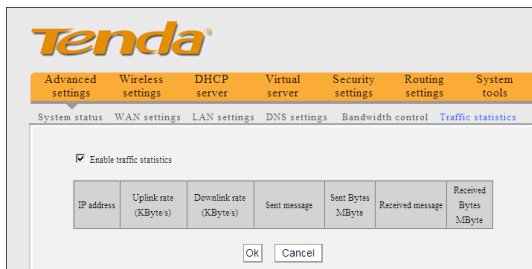 Tenda
Advanced settings Wireless settings DHCP server Virtual server Security settings Routing settings System tools
System status WAN settings LAN settings DNS settings Bandwidth control Traffic statistics
Enable traffic statistics
IP address Uplink rate (KByte/s) Downlink rate (KByte/s) Sent message Sent Bytes MByte Received message Received Bytes MByte
Ok Cancel